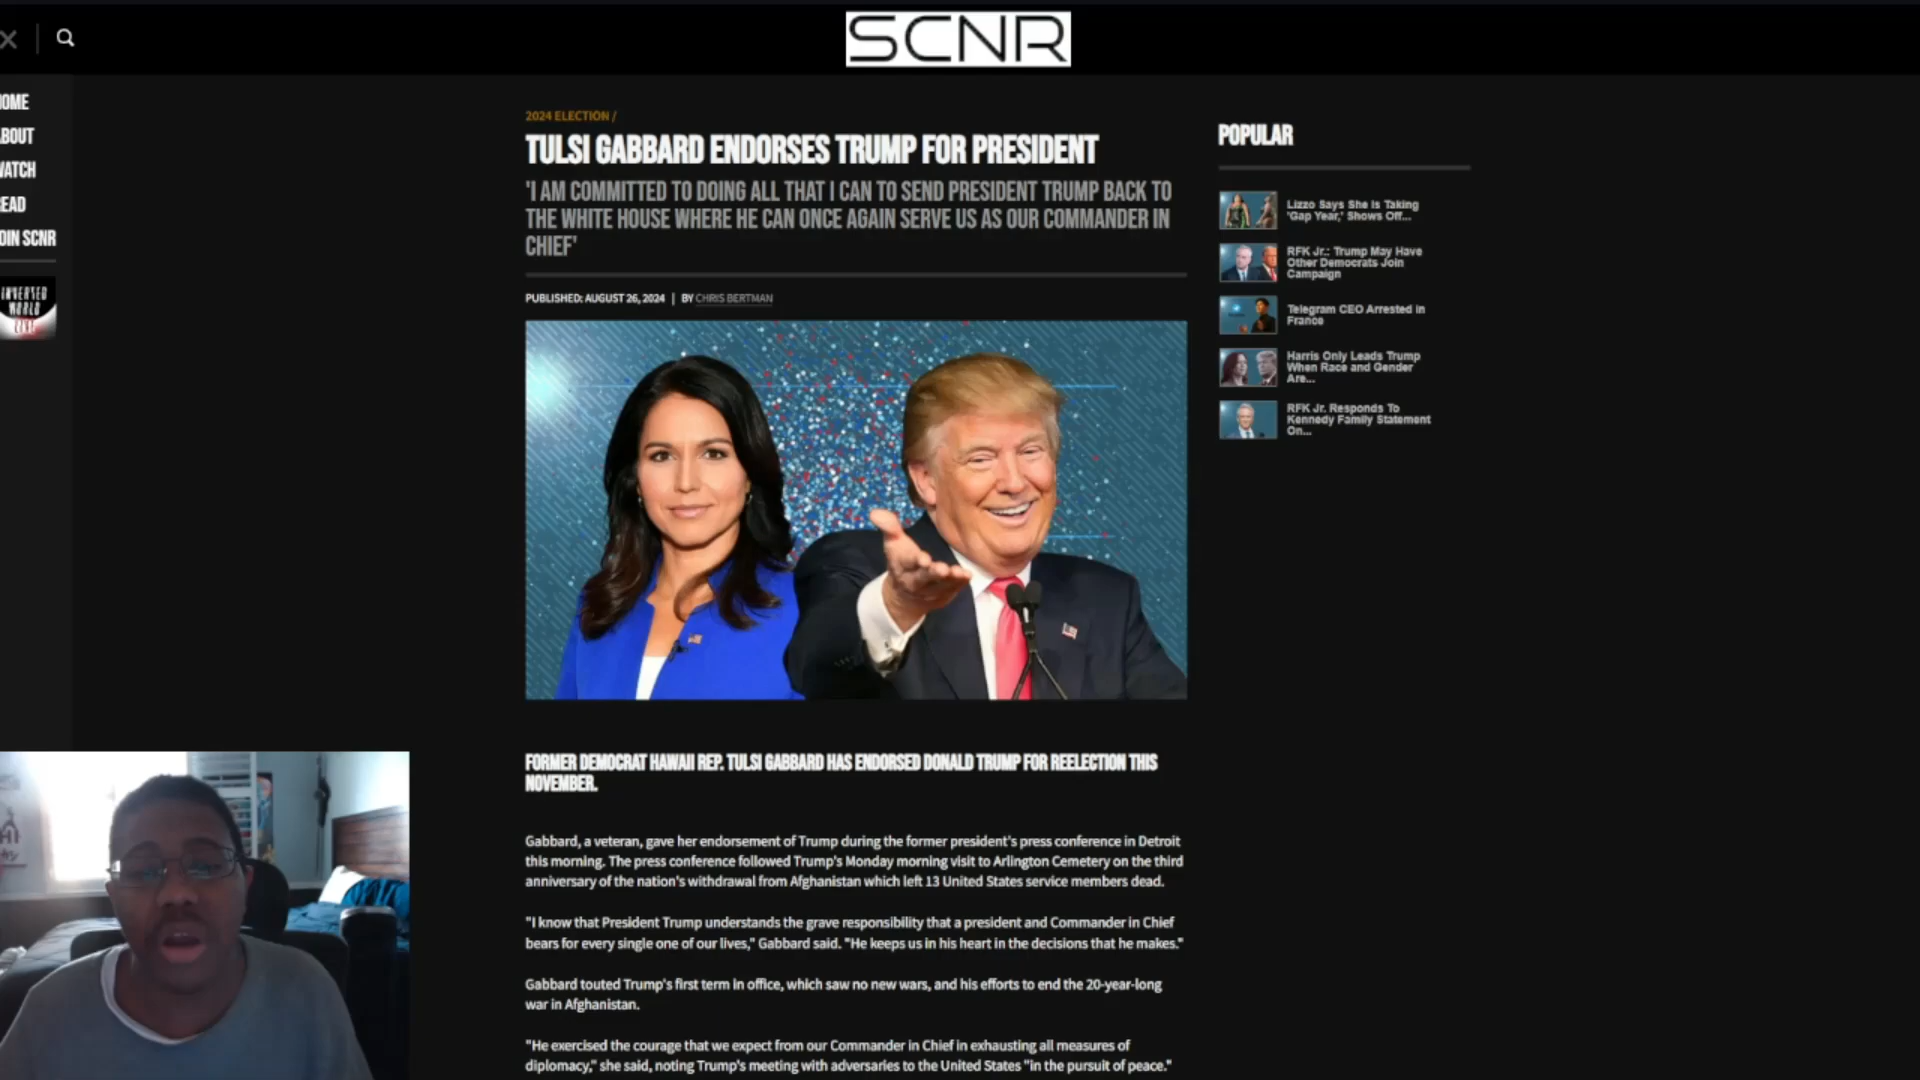 SCNR
HOME
ABOUT
WATCH
READ
JOIN SCNR
INVERTED
WORLD
LIVE
2024 ELECTION /
TULSI GABBARD ENDORSES TRUMP FOR PRESIDENT
'I AM COMMITTED TO DOING ALL THAT I CAN TO SEND PRESIDENT TRUMP BACK TO
THE WHITE HOUSE WHERE HE CAN ONCE AGAIN SERVE US AS OUR COMMANDER IN
CHIEF'
PUBLISHED: AUGUST 26, 2024 | BY CHRIS BERTMAN
FORMER DEMOCRAT HAWAII REP. TULSI GABBARD HAS ENDORSED DONALD TRUMP FOR REELECTION THIS
NOVEMBER.
Gabbard, a veteran, gave her endorsement of Trump during the former president's press conference in Detroit
this morning. The press conference followed Trump's Monday morning visit to Arlington Cemetery on the third
anniversary of the nation's withdrawal from Afghanistan which left 13 United States service members dead.
"I know that President Trump understands the grave responsibility that a president and Commander in Chief
bears for every single one of our lives," Gabbard said. "He keeps us in his heart in the decisions that he makes."
Gabbard touted Trump's first term in office, which saw no new wars, and his efforts to end the 20-year-long
war in Afghanistan.
"He exercised the courage that we expect from our Commander in Chief in exhausting all measures of
diplomacy," she said, noting Trump's meeting with adversaries to the United States "in the pursuit of peace."
POPULAR
Lizzo Says She Is Taking
'Gap Year,' Shows Off...
RFK Jr.: Trump May Have
Other Democrats Join
Campaign
Telegram CEO Arrested in
France
Harris Only Leads Trump
When Race and Gender
Are...
RFK Jr. Responds To
Kennedy Family Statement
On...